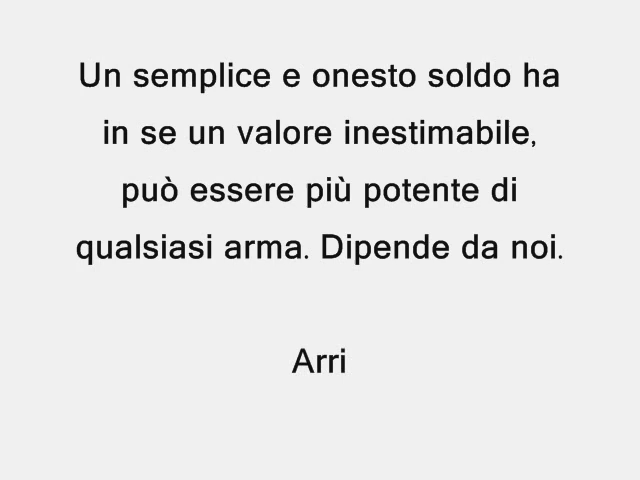 Un semplice e onesto soldo ha
in se un valore inestimabile,
può essere più potente di
qualsiasi arma. Dipende da noi.
Arri